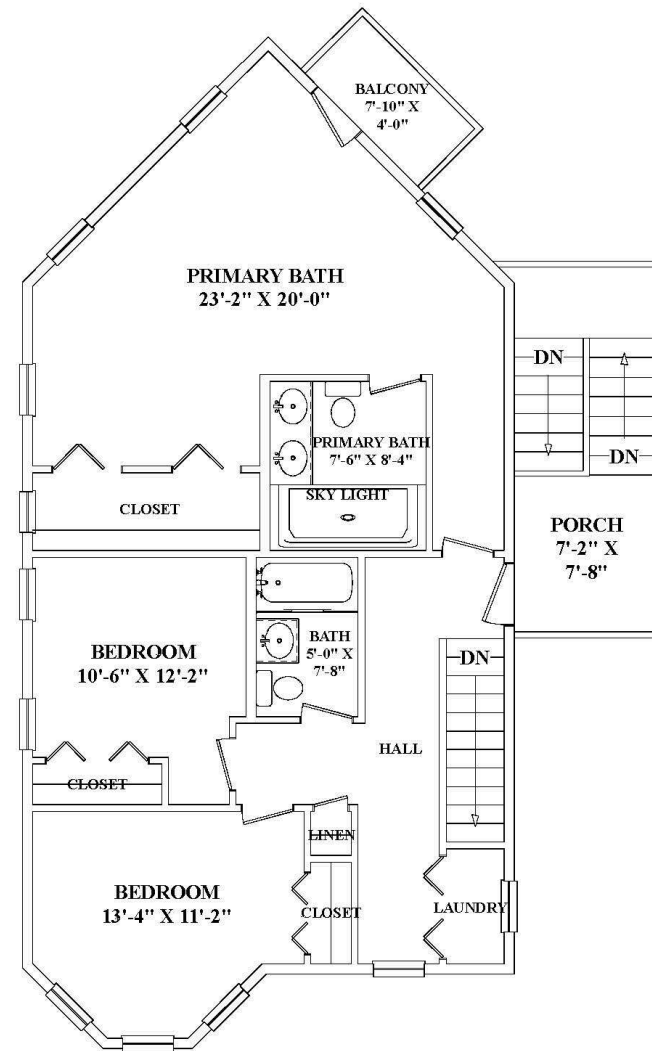 BALCONY
7'-10" X
4'-0"
PRIMARY BATH
23'-2" X 20'-0"
DN
DN
PRIMARY BATH
7'-6" X 8'-4"
SKY LIGHT
CLOSET
PORCH
7'-2" X
7'-8"
BEDROOM
10'-6" X 12'-2"
BATH
5'-0" X
7'-8"
DN
HALL
CLOSET
LINEN
BEDROOM
13'-4" X 11'-2"
CLOSET
LAUNDRY